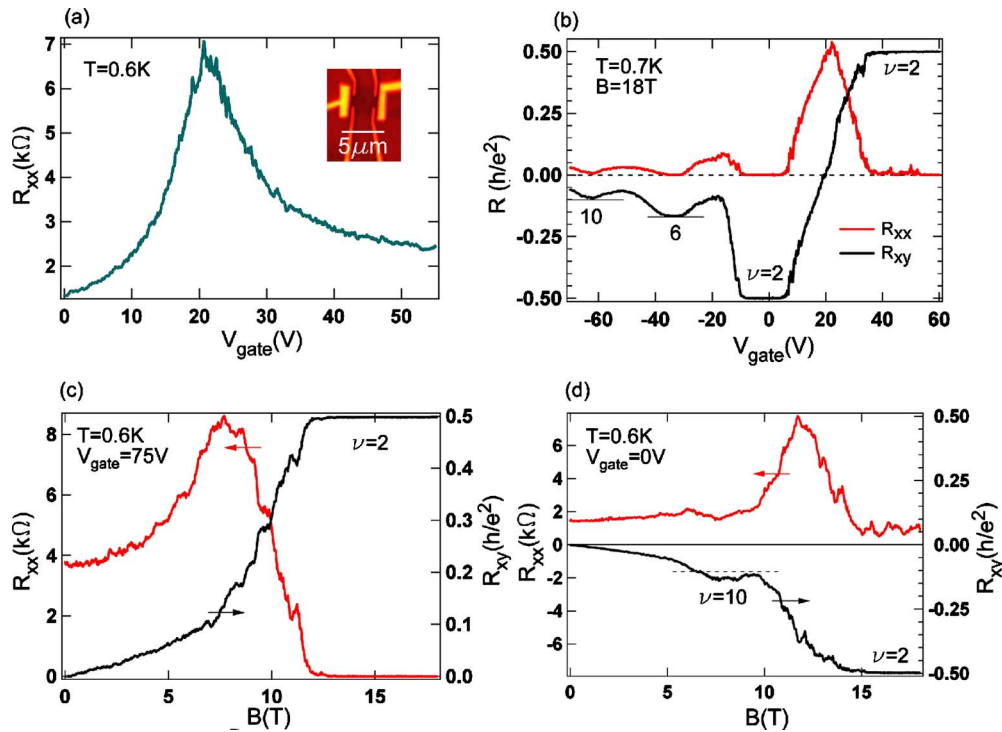 (a)
T=0.6K
5μm
7
6
5
4
3
2
1
R_xx(kΩ)
0
10
20
30
40
50
V_gate(V)
(b)
T=0.7K
B=18T
ν=2
10
6
ν=2
R_xx
R_xy
0.50
0.25
0.00
-0.25
-0.50
R (h/e²)
-60
-40
-20
0
20
40
60
V_gate(V)
(c)
T=0.6K
V_gate=75V
ν=2
8
6
4
2
0
R_xx(kΩ)
0.5
0.4
0.3
0.2
0.1
0.0
R_xy(h/e²)
0
5
10
15
B(T)
(d)
T=0.6K
V_gate=0V
ν=10
ν=2
6
4
2
0
-2
-4
-6
R_xx(kΩ)
0.50
0.25
0.00
-0.25
-0.50
R_xy(h/e²)
0
5
10
15
B(T)